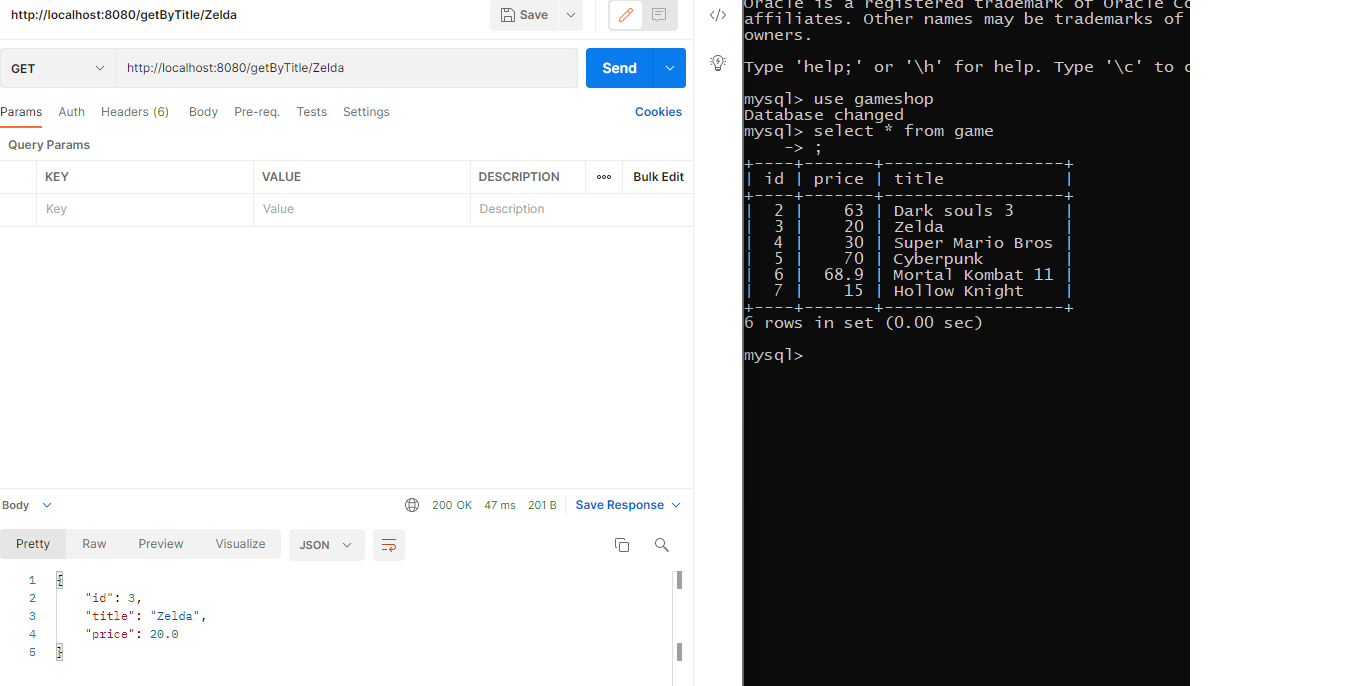 http://localhost:8080/getByTitle/Zelda
Save
GET
http://localhost:8080/getByTitle/Zelda
Send
Params Auth Headers (6) Body Pre-req. Tests Settings Cookies
Query Params
KEY VALUE DESCRIPTION ooo Bulk Edit
Key Value Description
Body
200 OK 47 ms 201 B Save Response
Pretty Raw Preview Visualize JSON
1 {
2 "id": 3,
3 "title": "Zelda",
4 "price": 20.0
5 }
</>
Oracle is a registered trademark of Oracle Co
affiliates. Other names may be trademarks of
owners.
Type 'help;' or '\h' for help. Type '\c' to c
mysql> use gameshop
Database changed
mysql> select * from game
    -> ;
+----+-------+------------------+
| id | price | title            |
+----+-------+------------------+
|  2 |    63 | Dark souls 3     |
|  3 |    20 | Zelda            |
|  4 |    30 | Super Mario Bros |
|  5 |    70 | Cyberpunk        |
|  6 |  68.9 | Mortal Kombat 11 |
|  7 |    15 | Hollow Knight    |
+----+-------+------------------+
6 rows in set (0.00 sec)
mysql>